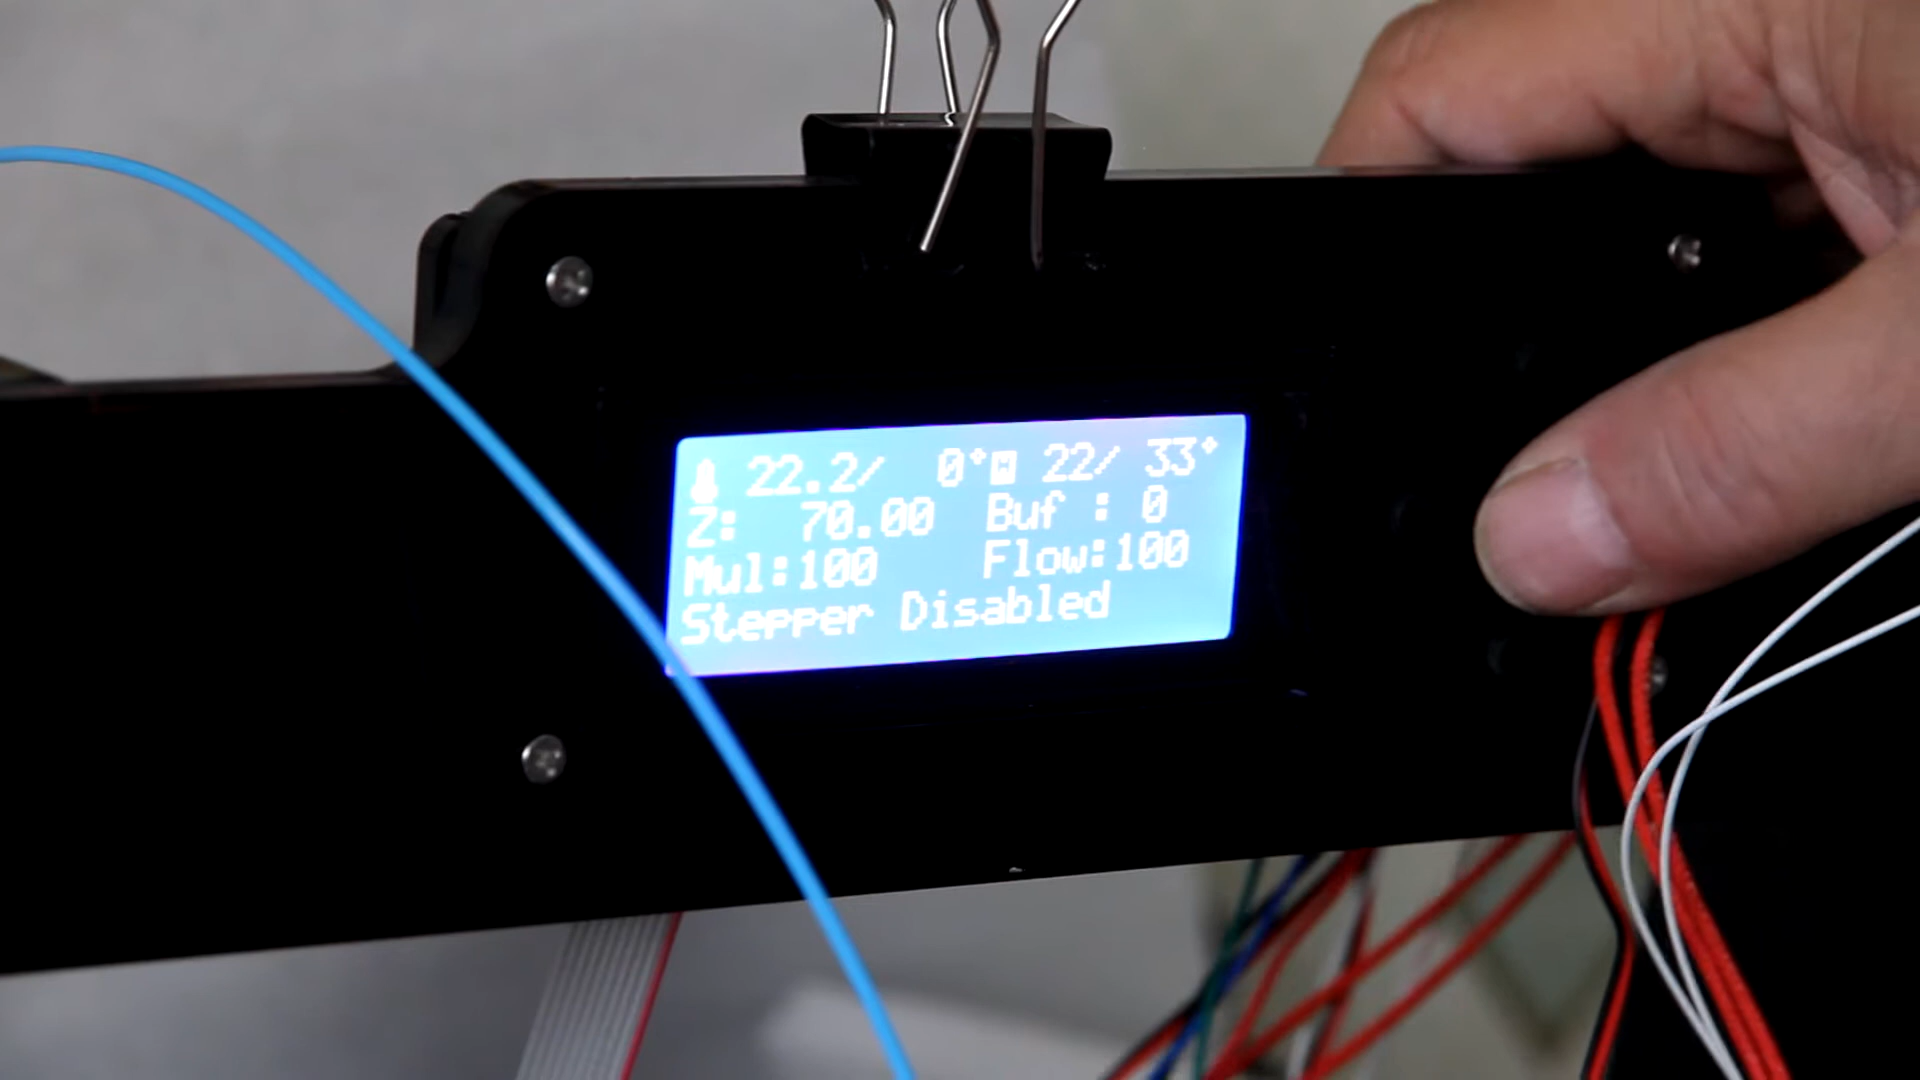 22.2/ 0° 22/ 33°
Z: 70.00 Buf : 0
Mul:100 Flow:100
Stepper Disabled